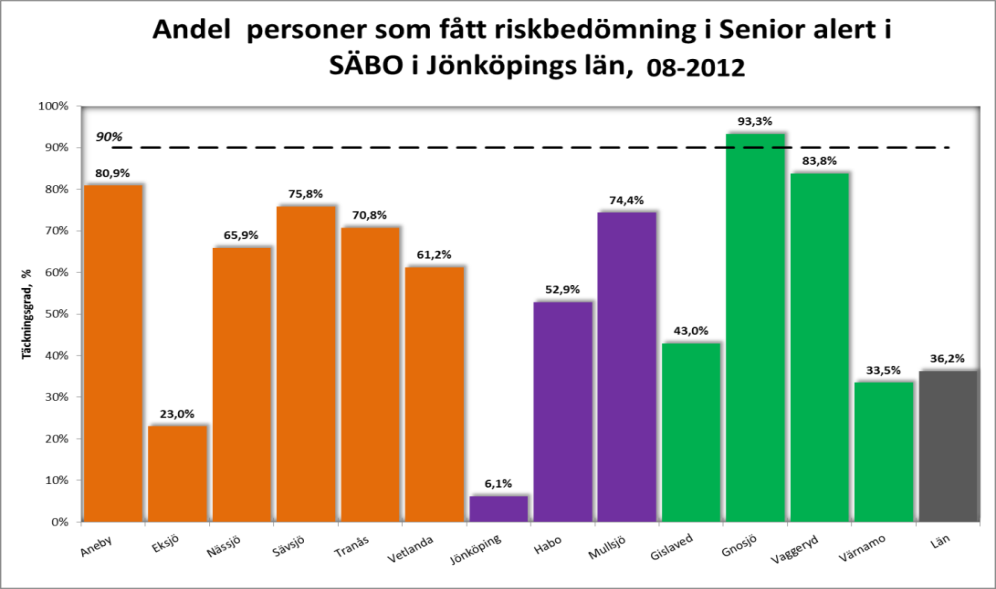 Andel  personer som fått riskbedömning i Senior alert i
SÄBO i Jönköpings län, 08-2012
Täckningsgrad, %
100%
90%
80%
70%
60%
50%
40%
30%
20%
10%
0%
90%
80,9%
23,0%
65,9%
75,8%
70,8%
61,2%
6,1%
52,9%
74,4%
43,0%
93,3%
83,8%
33,5%
36,2%
Aneby
Eksjö
Nässjö
Sävsjö
Tranås
Vetlanda
Jönköping
Habo
Mullsjö
Gislaved
Gnosjö
Vaggeryd
Värnamo
Län